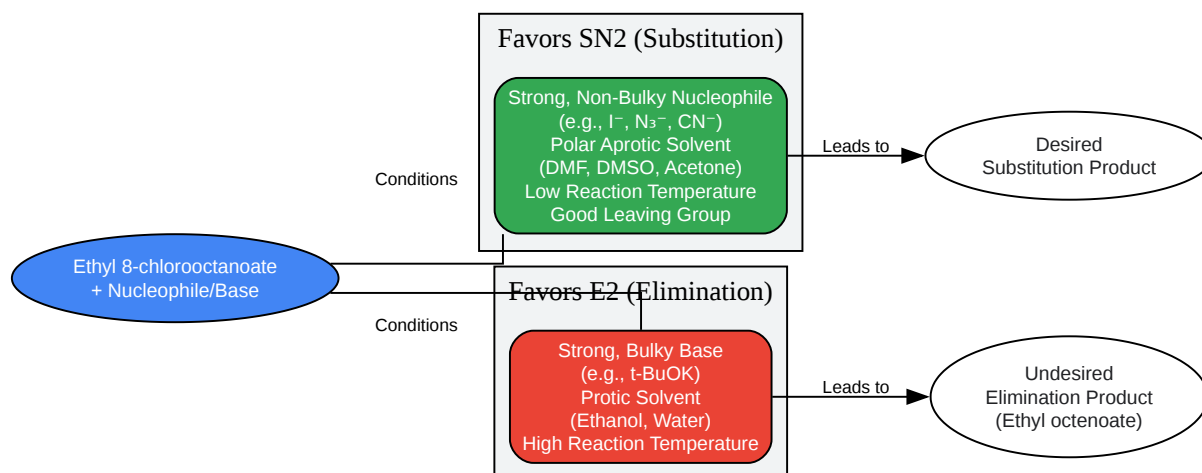 Favors SN2 (Substitution)
Strong, Non-Bulky Nucleophile
(e.g., I⁻, N₃⁻, CN⁻)
Polar Aprotic Solvent
(DMF, DMSO, Acetone)
Low Reaction Temperature
Good Leaving Group
Leads to
Desired
Substitution Product
Conditions
Ethyl 8-chlorooctanoate
+ Nucleophile/Base
Conditions
Favors E2 (Elimination)
Strong, Bulky Base
(e.g., t-BuOK)
Protic Solvent
(Ethanol, Water)
High Reaction Temperature
Leads to
Undesired
Elimination Product
(Ethyl octenoate)